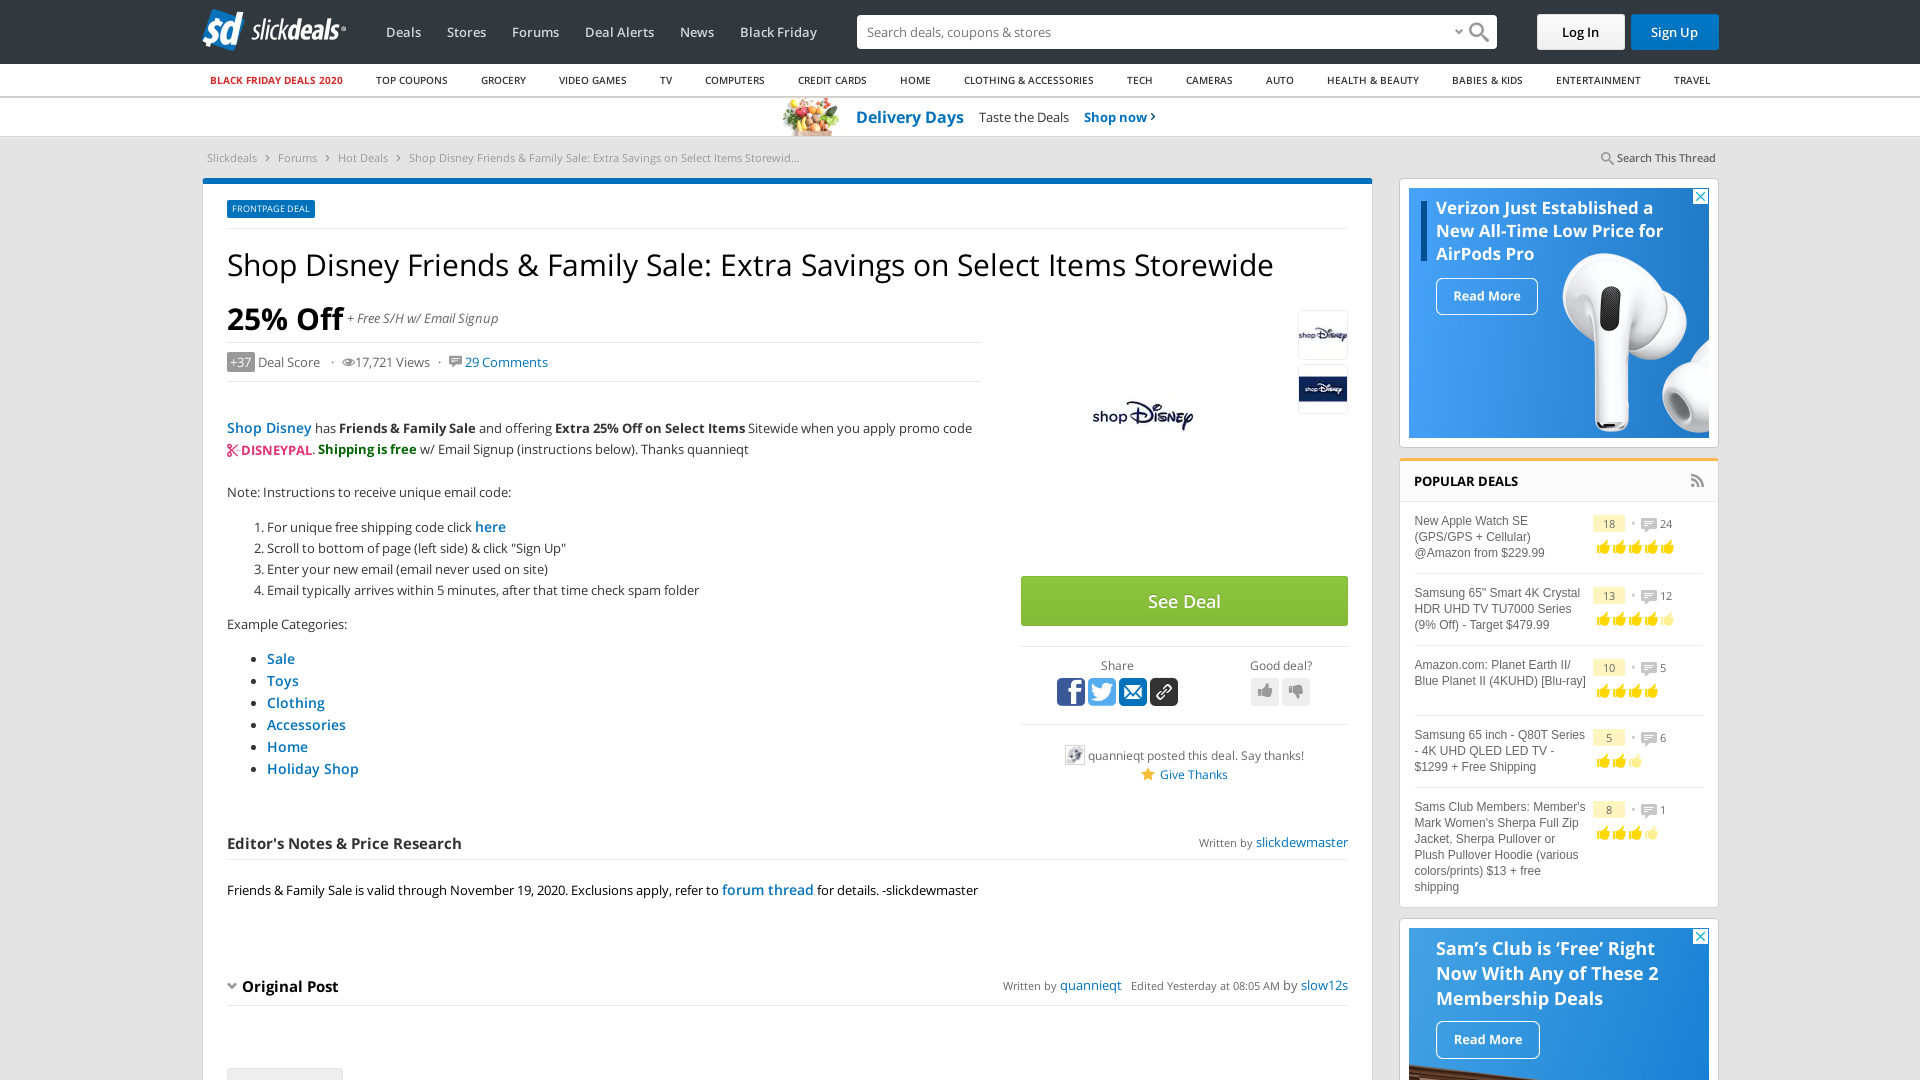 sd slickdeals
Deals Stores Forums Deal Alerts News Black Friday
Search deals, coupons & shopping
Log In Sign Up
BLACK FRIDAY DEALS 2020 TOP COUPONS GROCERY VIDEO GAMES TV COMPUTERS CREDIT CARDS HOME CLOTHING & ACCESSORIES TECH CAMERAS AUTO HEALTH & BEAUTY BABIES & KIDS ENTERTAINMENT TRAVEL
Delivery Days Taste the Deals Shop now
Slickdeals Forums Hot Deals Shop Disney Friends & Family Sale: Extra Savings on Select Items Storewid...
Search This Thread
FRONTPAGE DEAL
Shop Disney Friends & Family Sale: Extra Savings on Select Items Storewide
25% Off + Free S/H w/ Email Signup
+37 Deal Score · 17,721 Views · 29 Comments
Shop Disney has Friends & Family Sale and offering Extra 25% Off on Select Items Sitewide when you apply promo code
DISNEYPAL. Shipping is free w/ Email Signup (instructions below). Thanks quannieqt
Note: Instructions to receive unique email code:
1. For unique free shipping code click here
2. Scroll to bottom of page (left side) & click "Sign Up"
3. Enter your new email (email never used on site)
4. Email typically arrives within 5 minutes, after that time check spam folder
Example Categories:
Sale
Toys
Clothing
Accessories
Home
Holiday Shop
shop Disney
shop Disney
shop Disney
See Deal
Share Good deal?
quannieqt posted this deal. Say thanks!
Give Thanks
Editor's Notes & Price Research
Written by slickdewmaster
Friends & Family Sale is valid through November 19, 2020. Exclusions apply, refer to forum thread for details. -slickdewmaster
Original Post
Written by quannieqt Edited Yesterday at 08:05 AM by slow12s
Verizon Just Established a
New All-Time Low Price for
AirPods Pro
Read More
POPULAR DEALS
New Apple Watch SE
(GPS/GPS + Cellular)
@Amazon from $229.99
18 24
Samsung 65" Smart 4K Crystal
HDR UHD TV TU7000 Series
(9% Off) - Target $479.99
13 12
Amazon.com: Planet Earth II/
Blue Planet II (4KUHD) [Blu-ray]
10 5
Samsung 65 inch - Q80T Series
- 4K UHD QLED LED TV -
$1299 + Free Shipping
5 6
Sams Club Members: Member's
Mark Women's Sherpa Full Zip
Jacket, Sherpa Pullover or
Plush Pullover Hoodie (various
colors/prints) $13 + free
shipping
8 1
Sam's Club is 'Free' Right
Now With Any of These 2
Membership Deals
Read More